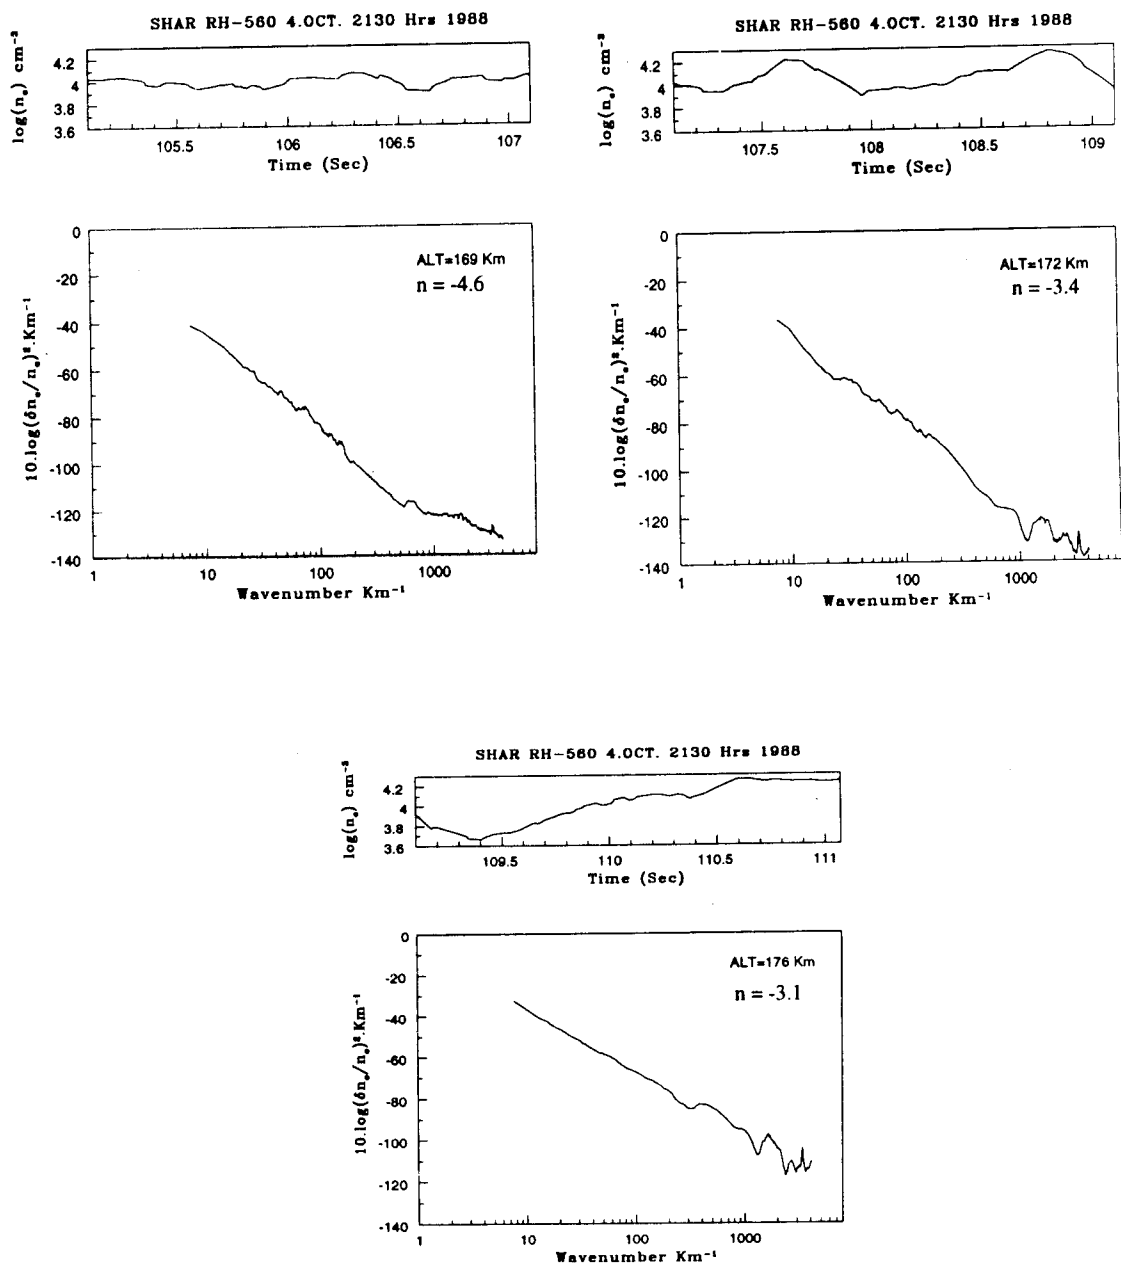 SHAR RH-560 4.OCT. 2130 Hrs 1988
log(nₑ) cm⁻³
4.2
4
3.8
3.6
105.5 106 106.5 107
Time (Sec)
0
-20
-40
-60
-80
-100
-120
-140
10.log(δnₑ/nₑ)².Km⁻¹
ALT=169 Km
n = -4.6
1 10 100 1000
Wavenumber Km⁻¹
SHAR RH-560 4.OCT. 2130 Hrs 1988
log(nₑ) cm⁻³
4.2
4
3.8
3.6
107.5 108 108.5 109
Time (Sec)
0
-20
-40
-60
-80
-100
-120
-140
10.log(δnₑ/nₑ)².Km⁻¹
ALT=172 Km
n = -3.4
1 10 100 1000
Wavenumber Km⁻¹
SHAR RH-560 4.OCT. 2130 Hrs 1988
log(nₑ) cm⁻³
4.2
4
3.8
3.6
109.5 110 110.5 111
Time (Sec)
0
-20
-40
-60
-80
-100
-120
-140
10.log(δnₑ/nₑ)².Km⁻¹
ALT=176 Km
n = -3.1
1 10 100 1000
Wavenumber Km⁻¹